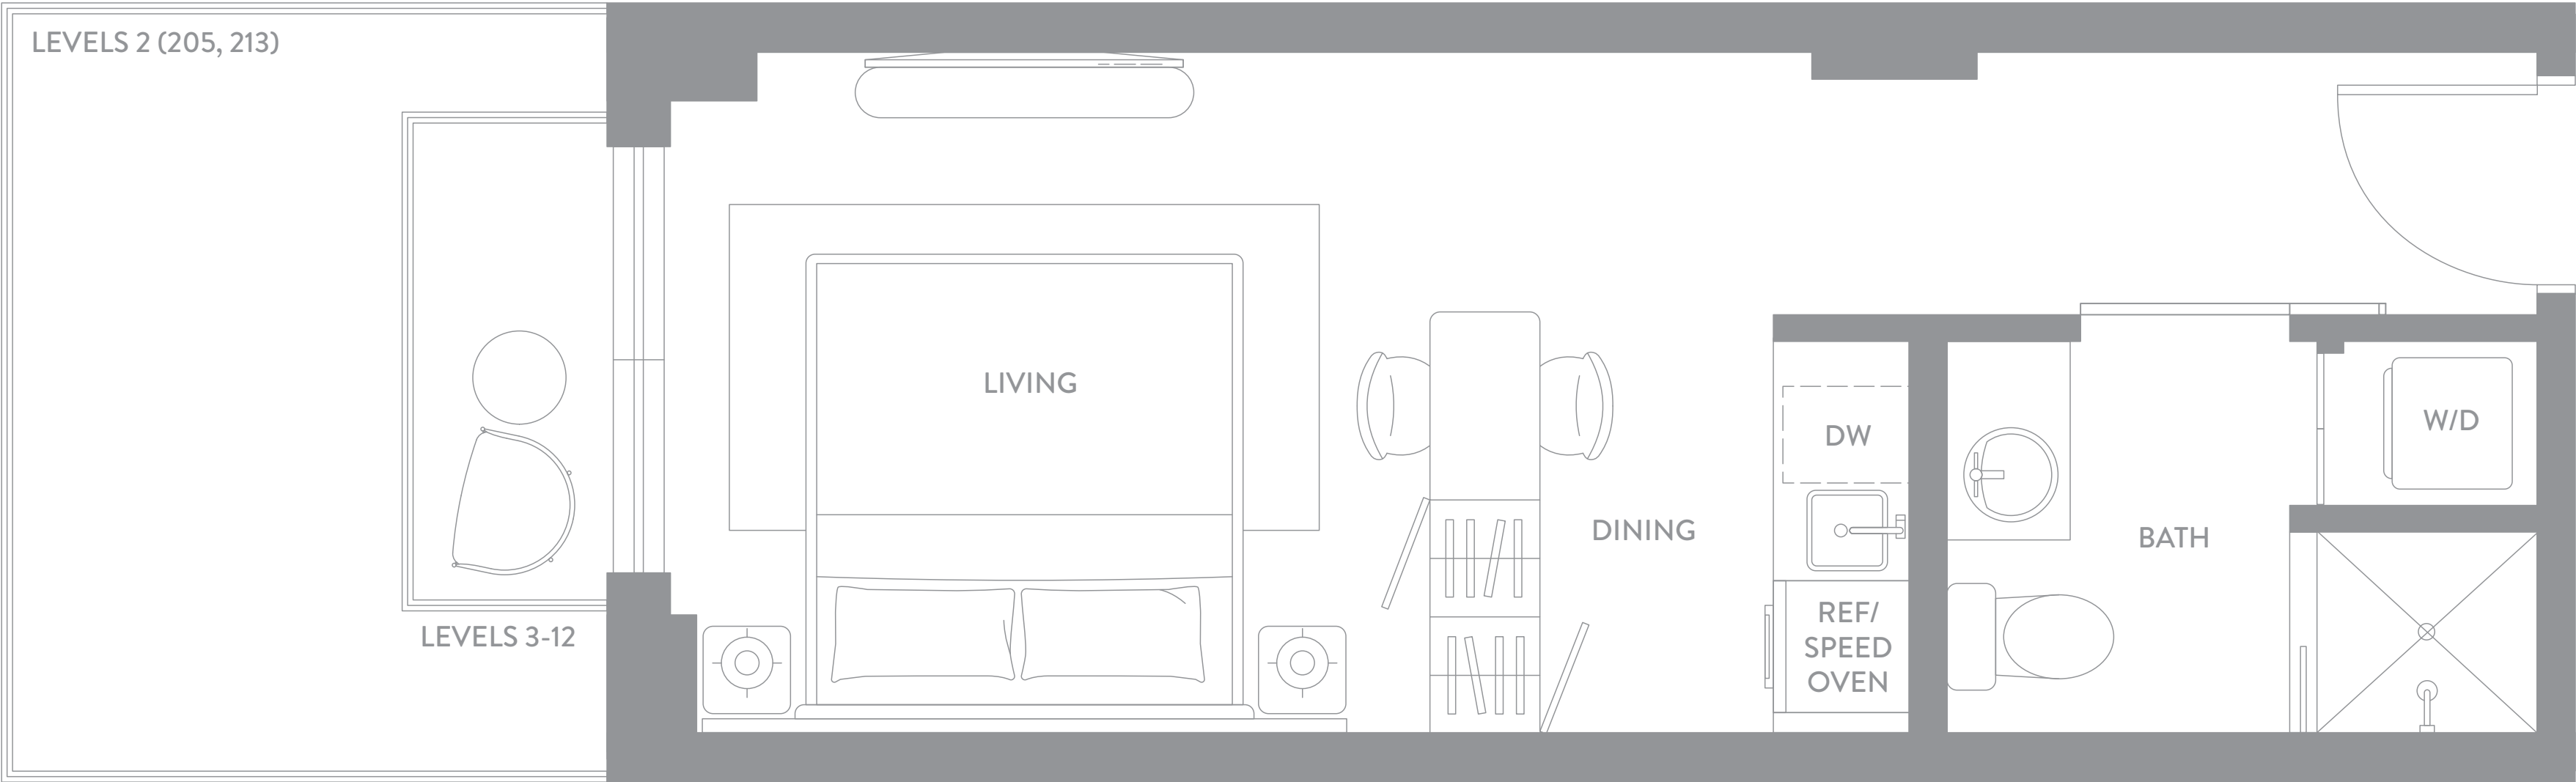 LEVELS 2 (205, 213)
LIVING
DW
W/D
DINING
BATH
REF/
SPEED
OVEN
LEVELS 3-12